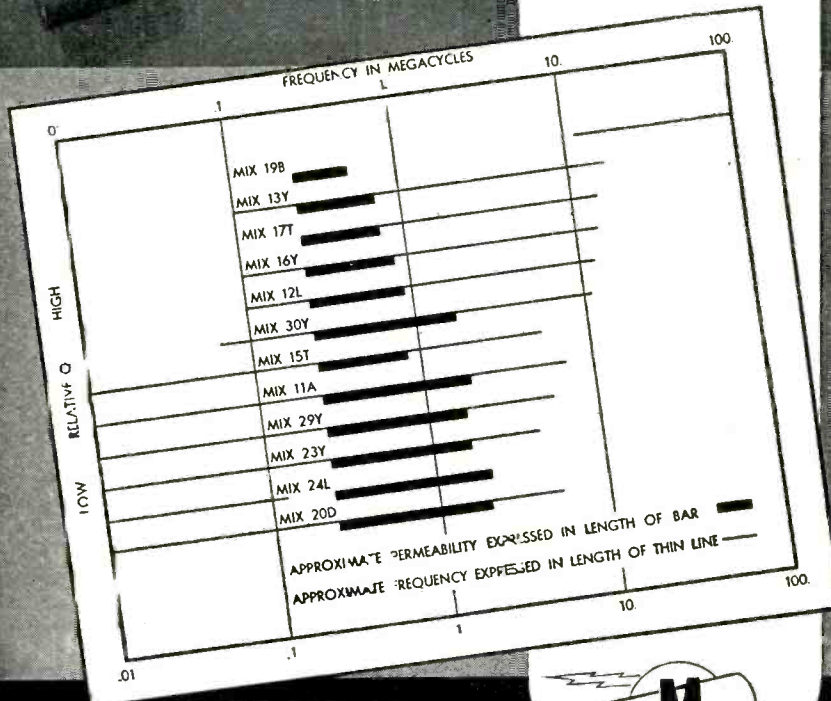 FREQUENCY IN MEGACYCLES
0 .1 1. 10. 100.
MIX 19B
MIX 13Y
MIX 17T
MIX 16Y
MIX 12L
MIX 30Y
MIX 15T
MIX 11A
MIX 29Y
MIX 23Y
MIX 24L
MIX 20D
HIGH
RELATIVE Q
LOW
APPROXIMATE PERMEABILITY EXPRESSED IN LENGTH OF BAR
APPROXIMATE FREQUENCY EXPRESSED IN LENGTH OF THIN LINE
.01 .1 1 10. 100.